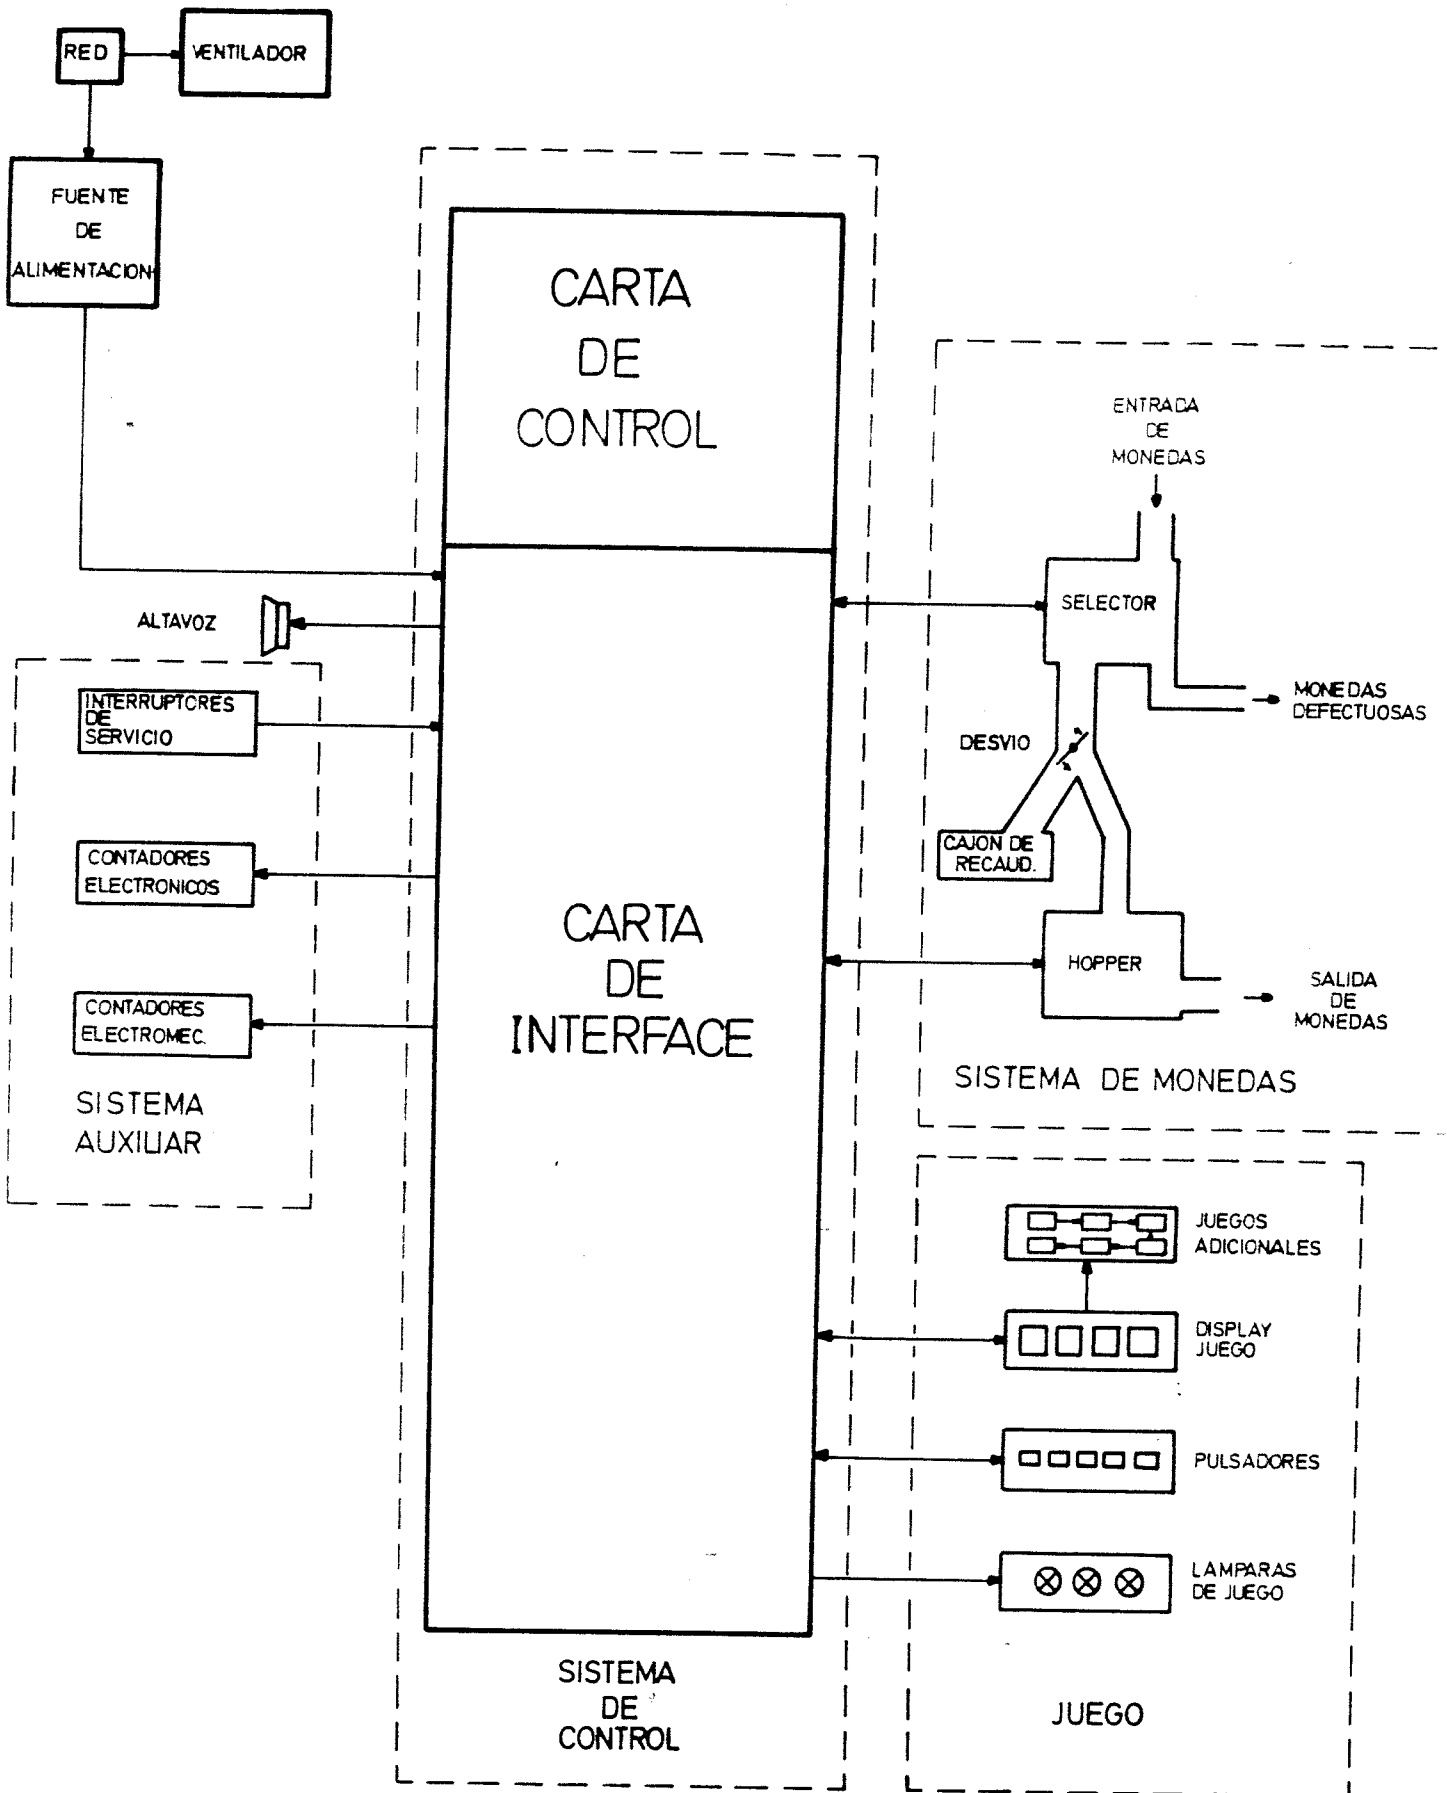 RED
VENTILADOR
FUENTE
DE
ALIMENTACION
CARTA
DE
CONTROL
ENTRADA
DE
MONEDAS
SELECTOR
MONEDAS
DEFECTUOSAS
DESVIO
CAJON DE
RECAUD.
HOPPER
SALIDA
DE
MONEDAS
SISTEMA DE MONEDAS
ALTAVOZ
INTERRUPTORES
DE
SERVICIO
CONTADORES
ELECTRONICOS
CONTADORES
ELECTROMEC.
SISTEMA
AUXILIAR
CARTA
DE
INTERFACE
JUEGOS
ADICIONALES
DISPLAY
JUEGO
PULSADORES
LAMPARAS
DE JUEGO
JUEGO
SISTEMA
DE
CONTROL